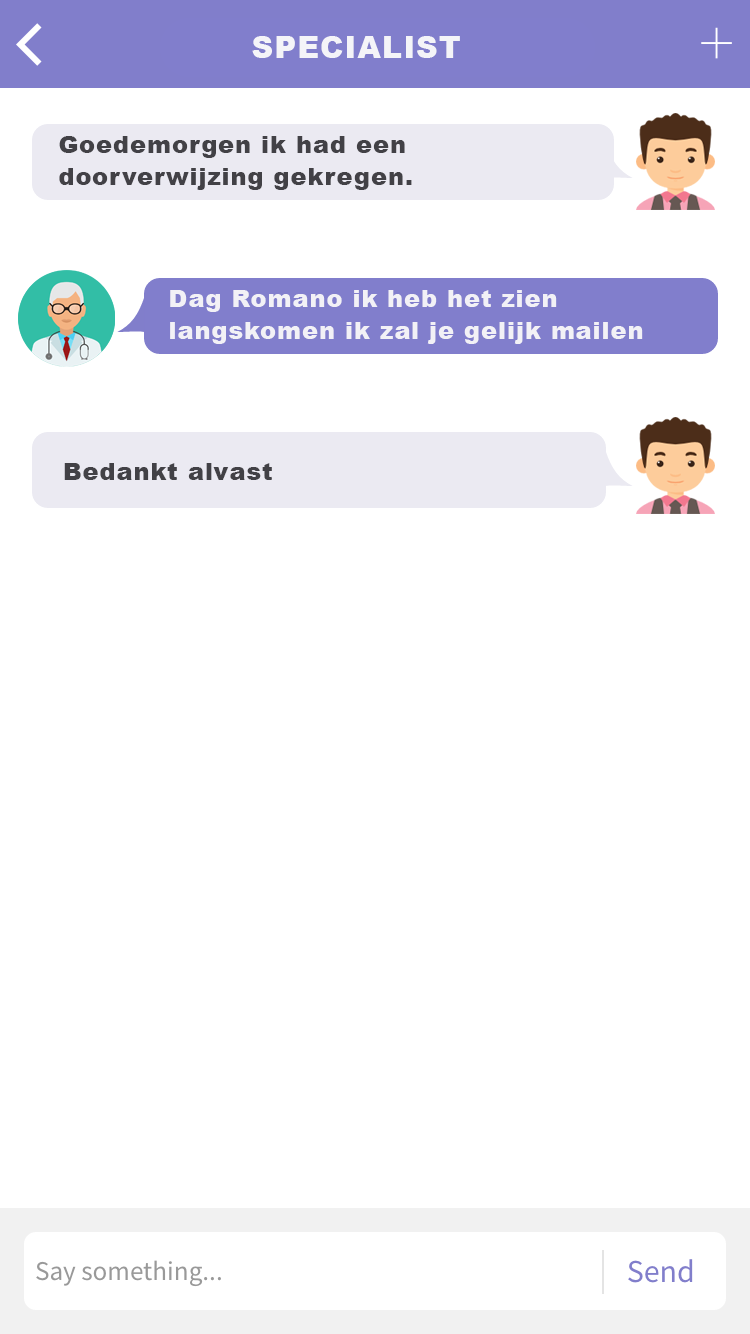 SPECIALIST
Goedemorgen ik had een
doorverwijzing gekregen.
Dag Romano ik heb het zien
langskomen ik zal je gelijk mailen
Bedankt alvast
Say something...
Send